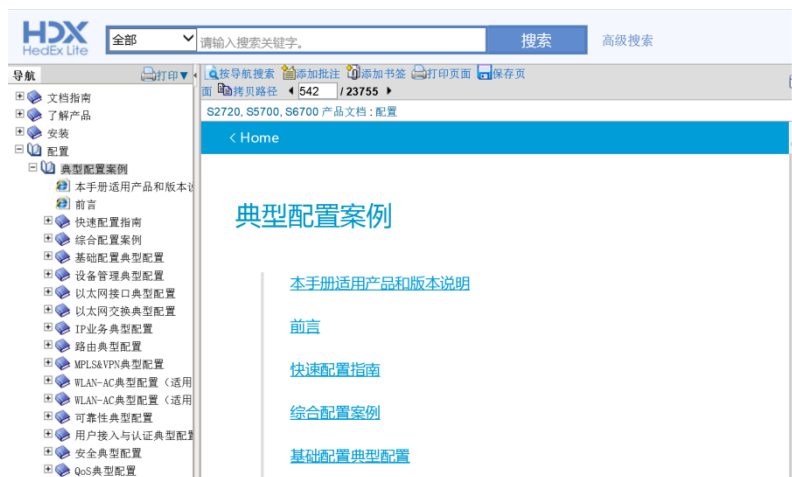 HDX
HedEx Lite
全部
请输入搜索关键字。
搜索
高级搜索
导航
打印▼
按导航搜索 添加批注 添加书签 打印页面 保存页
面 拷贝路径 542 / 23755
S2720, S5700, S6700 产品文档 : 配置
文档指南
了解产品
安装
配置
典型配置案例
本手册适用产品和版本说
前言
快速配置指南
综合配置案例
基础配置典型配置
设备管理典型配置
以太网接口典型配置
以太网交换典型配置
IP业务典型配置
路由典型配置
MPLS&VPN典型配置
WLAN-AC典型配置（适用
WLAN-AC典型配置（适用
可靠性典型配置
用户接入与认证典型配置
安全典型配置
QoS典型配置
< Home
典型配置案例
本手册适用产品和版本说明
前言
快速配置指南
综合配置案例
基础配置典型配置